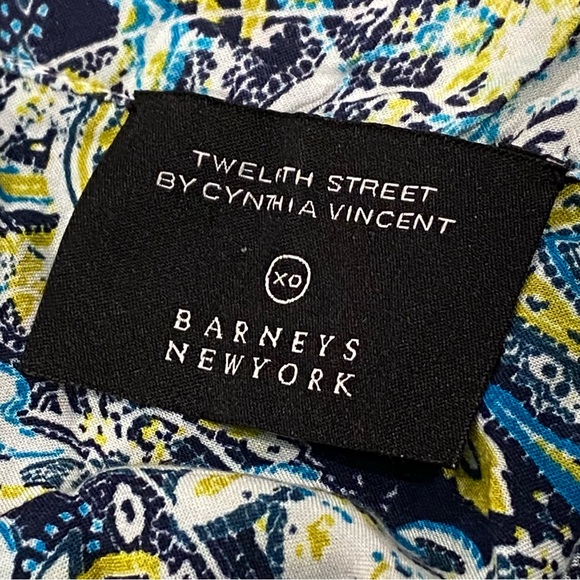 TWELFTH STREET
BY CYNTHIA VINCENT
XO
BARNEYS
NEWYORK